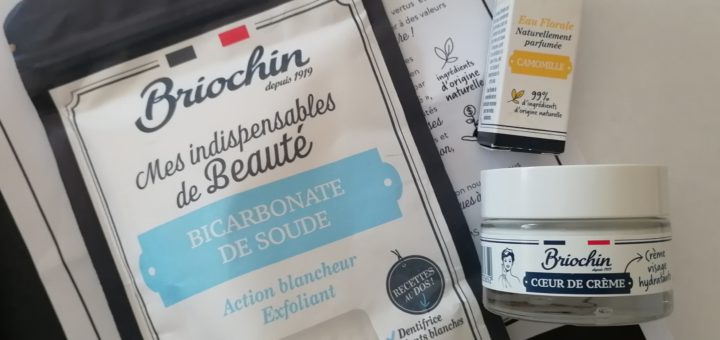 Briochin
depuis 1919
Mes indispensables
de Beauté
BICARBONATE
DE SOUDE
Action blancheur
Exfoliant
RECETTES
AU DOS !
Dentifrice
blanches
à des valeurs
ingrédients
d'origine
naturelle
Eau Florale
Naturellement
parfumée
CAMOMILLE
99%
d'ingrédients
d'origine naturelle
Briochin
depuis 1919
CŒUR DE CRÈME
Crème
visage